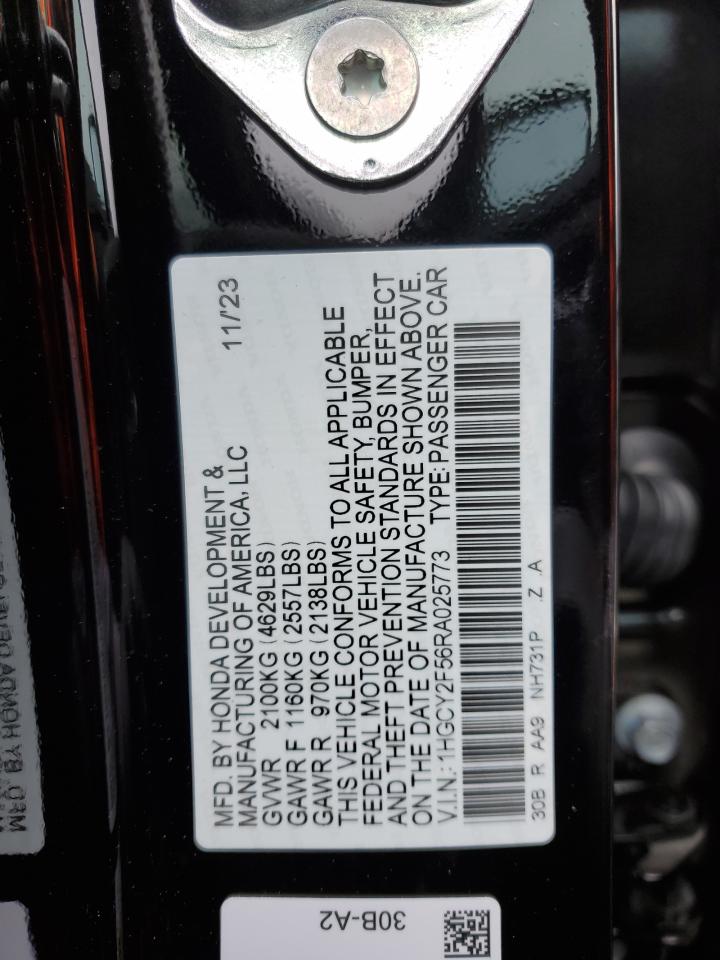 MFD. BY HONDA DEVELOPMENT &
MANUFACTURING OF AMERICA, LLC 11/'23
GVWR 2100KG (4629LBS)
GAWR F 1160KG (2557LBS)
GAWR R 970KG (2138LBS)
THIS VEHICLE CONFORMS TO ALL APPLICABLE
FEDERAL MOTOR VEHICLE SAFETY, BUMPER,
AND THEFT PREVENTION STANDARDS IN EFFECT
ON THE DATE OF MANUFACTURE SHOWN ABOVE.
V.I.N.: 1HGCY2F56RA025773 TYPE: PASSENGER CAR
30B R AA9 NH731P .Z .A
30B-A2